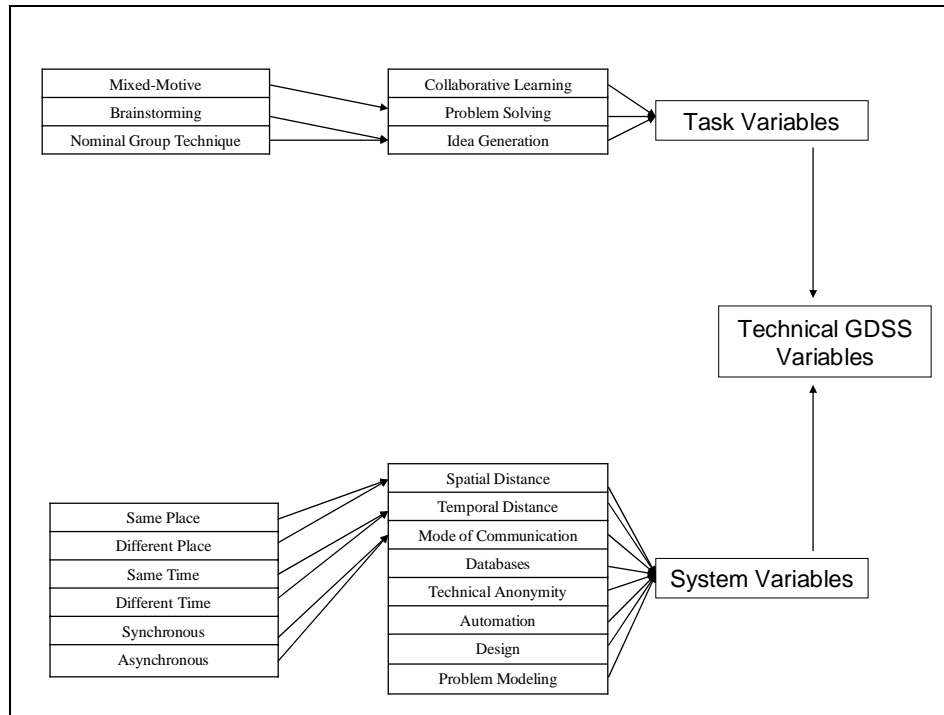 Mixed-Motive
Brainstorming
Nominal Group Technique
Collaborative Learning
Problem Solving
Idea Generation
Task Variables
Technical GDSS
Variables
Same Place
Different Place
Same Time
Different Time
Synchronous
Asynchronous
Spatial Distance
Temporal Distance
Mode of Communication
Databases
Technical Anonymity
Automation
Design
Problem Modeling
System Variables